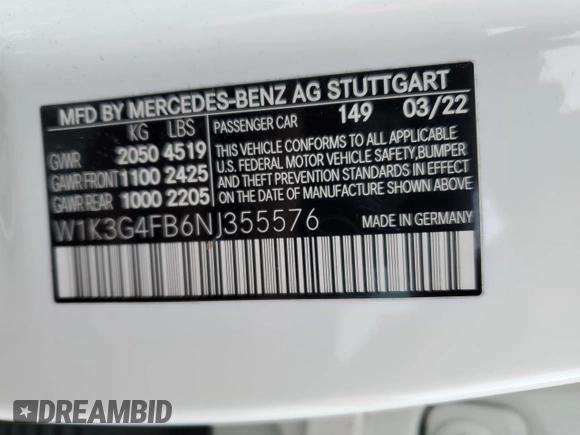 MFD BY MERCEDES-BENZ AG STUTTGART
KG LBS PASSENGER CAR 149 03/22
GVWR 2050 4519
GAWR FRONT 1100 2425
GAWR REAR 1000 2205
THIS VEHICLE CONFORMS TO ALL APPLICABLE
U.S. FEDERAL MOTOR VEHICLE SAFETY,BUMPER
AND THEFT PREVENTION STANDARDS IN EFFECT
ON THE DATE OF MANUFACTURE SHOWN ABOVE.
W1K3G4FB6NJ355576 MADE IN GERMANY
DREAMBID